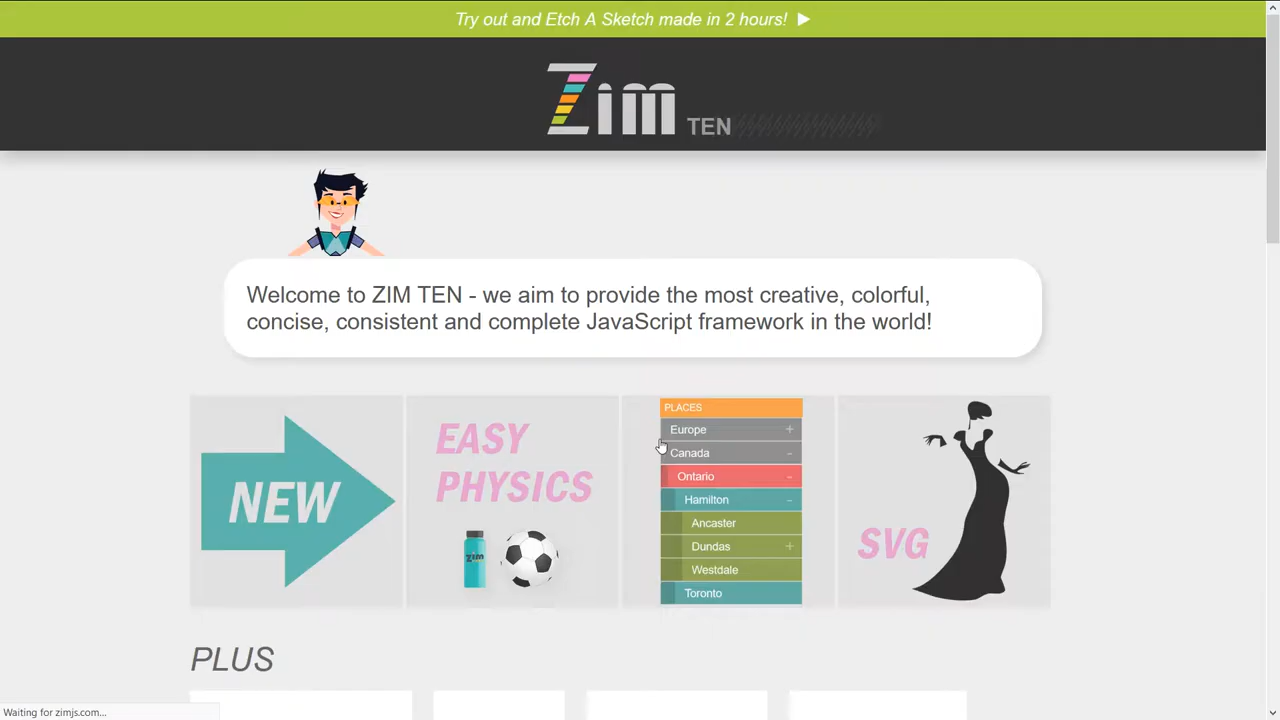 Try out and Etch A Sketch made in 2 hours!
Zim TEN
Welcome to ZIM TEN - we aim to provide the most creative, colorful,
concise, consistent and complete JavaScript framework in the world!
NEW
EASY
PHYSICS
Zim
PLACES
Europe +
Canada -
Ontario -
Hamilton -
Ancaster
Dundas +
Westdale
Toronto
SVG
PLUS
Waiting for zimjs.com...